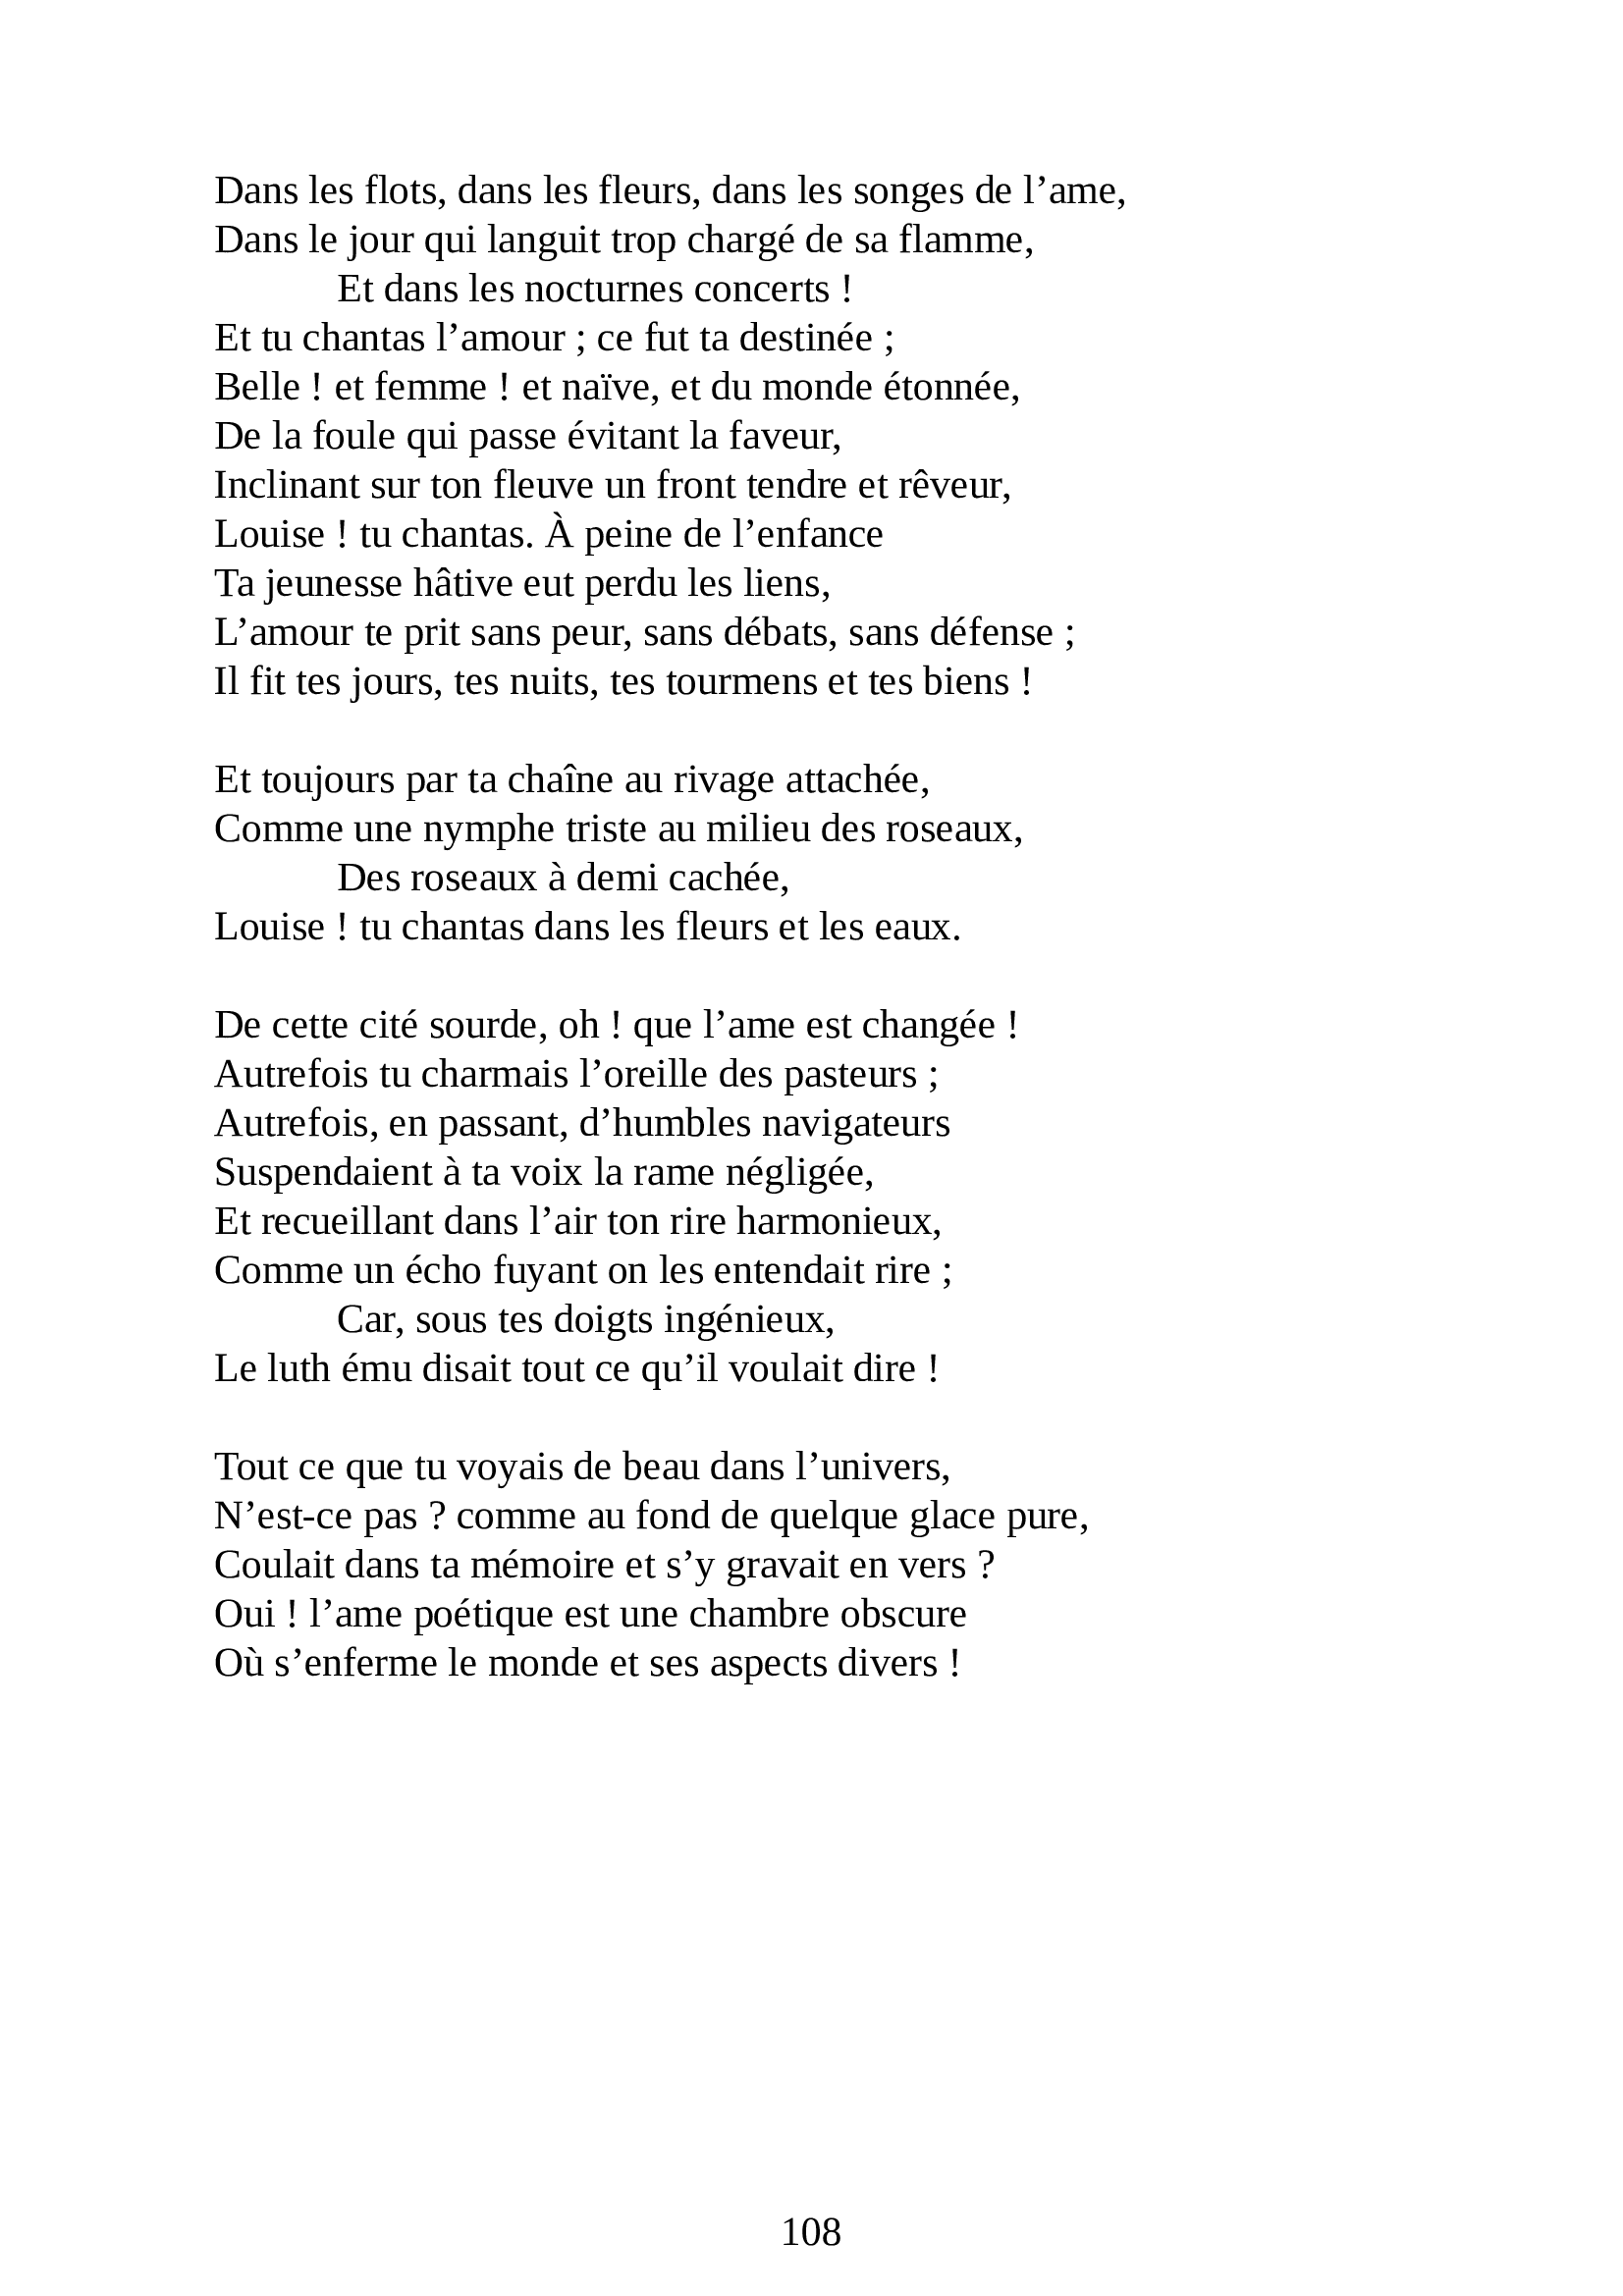 Dans les flots, dans les fleurs, dans les songes de l’ame,
Dans le jour qui languit trop chargé de sa flamme,
Et dans les nocturnes concerts !
Et tu chantas l’amour ; ce fut ta destinée ;
Belle ! et femme ! et naïve, et du monde étonnée,
De la foule qui passe évitant la faveur,
Inclinant sur ton fleuve un front tendre et rêveur,
Louise ! tu chantas. À peine de l’enfance
Ta jeunesse hâtive eut perdu les liens,
L’amour te prit sans peur, sans débats, sans défense ;
Il fit tes jours, tes nuits, tes tourmens et tes biens !

Et toujours par ta chaîne au rivage attachée,
Comme une nymphe triste au milieu des roseaux,
Des roseaux à demi cachée,
Louise ! tu chantas dans les fleurs et les eaux.

De cette cité sourde, oh ! que l’ame est changée !
Autrefois tu charmais l’oreille des pasteurs ;
Autrefois, en passant, d’humbles navigateurs
Suspendaient à ta voix la rame négligée,
Et recueillant dans l’air ton rire harmonieux,
Comme un écho fuyant on les entendait rire ;
Car, sous tes doigts ingénieux,
Le luth ému disait tout ce qu’il voulait dire !

Tout ce que tu voyais de beau dans l’univers,
N’est-ce pas ? comme au fond de quelque glace pure,
Coulait dans ta mémoire et s’y gravait en vers ?
Oui ! l’ame poétique est une chambre obscure
Où s’enferme le monde et ses aspects divers !

108